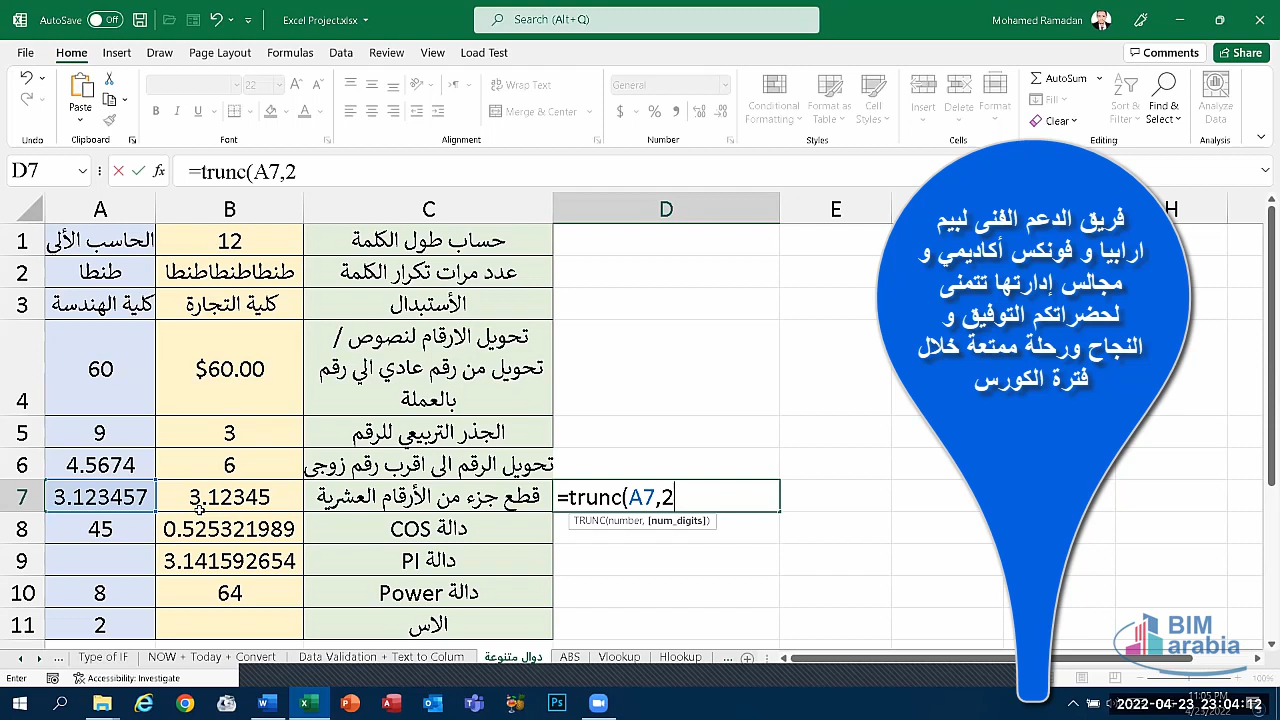 AutoSave Off Excel Project.xlsx Search (Alt+Q) Mohamed Ramadan
File Home Insert Draw Page Layout Formulas Data Review View Load Test Comments Share
Paste B I U 22 Wrap Text Merge & Center General $ % Conditional Formatting Format as Table Cell Styles Insert Delete Format AutoSum Fill Clear Sort & Filter Find & Select Analyze Data
Undo Clipboard Font Alignment Number Styles Cells Editing Analysis
D7 fx =trunc(A7,2
A B C D E H
1 الحاسب الألى 12 حساب طول الكلمة
2 طنطا طنطاطنطاطنطا عدد مرات تكرار الكلمة
3 كلية الهندسة كلية التجارة الأستبدال
تحويل الارقام لنصوص /
60 $60.00 تحويل من رقم عادي الي رقم
4 بالعملة
5 9 3 الجذر التربيعي للرقم
6 4.5674 6 تحويل الرقم الى اقرب رقم زوجى
7 3.123457 3.12345 قطع جزء من الأرقام العشرية =trunc(A7,2
TRUNC(number, [num_digits])
8 45 0.525321989 دالة COS
9 3.141592654 دالة PI
10 8 64 دالة Power
11 2 الاس
فريق الدعم الفنى لبيم
ارابيا و فونكس أكاديمي و
مجالس إدارتها تتمنى
لحضراتكم التوفيق و
النجاح ورحلة ممتعة خلال
فترة الكورس
BIM
arabia
... Type of IF NOW + Today + Convert Data Validation + Text to Colum دوال متنوعة ABS Vlookup Hlookup ...
Enter Accessibility: Investigate 100%
2022-04-23 23:04:12